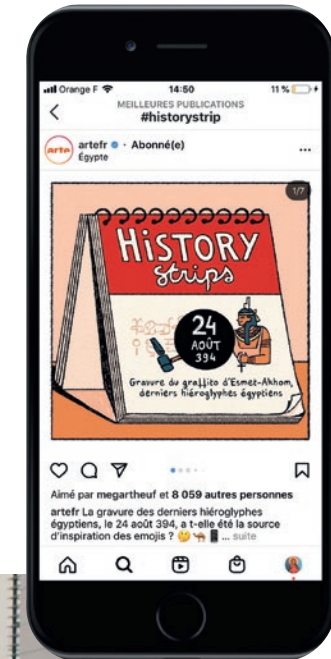 Orange F 14:50 11 %
MEILLEURES PUBLICATIONS
#historystrip
arte
artefr · Abonné(e)
Égypte
...
1/7
HiSTORY
Strips
24
AOÛT
394
Gravure du graffito d'Esmet-Akhom,
derniers hiéroglyphes égyptiens
Aimé par megartheuf et 8 059 autres personnes
artefr La gravure des derniers hiéroglyphes
égyptiens, le 24 août 394, a t-elle été la source
d'inspiration des emojis ? 🤔🐪📱 ... suite